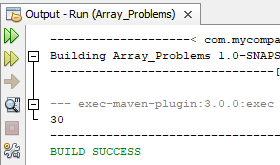 Output - Run (Array_Problems)
--------------------< com.mycompa
Building Array_Problems 1.0-SNAPS
--------------------------------[
--- exec-maven-plugin:3.0.0:exec
30
---------------------------------
BUILD SUCCESS